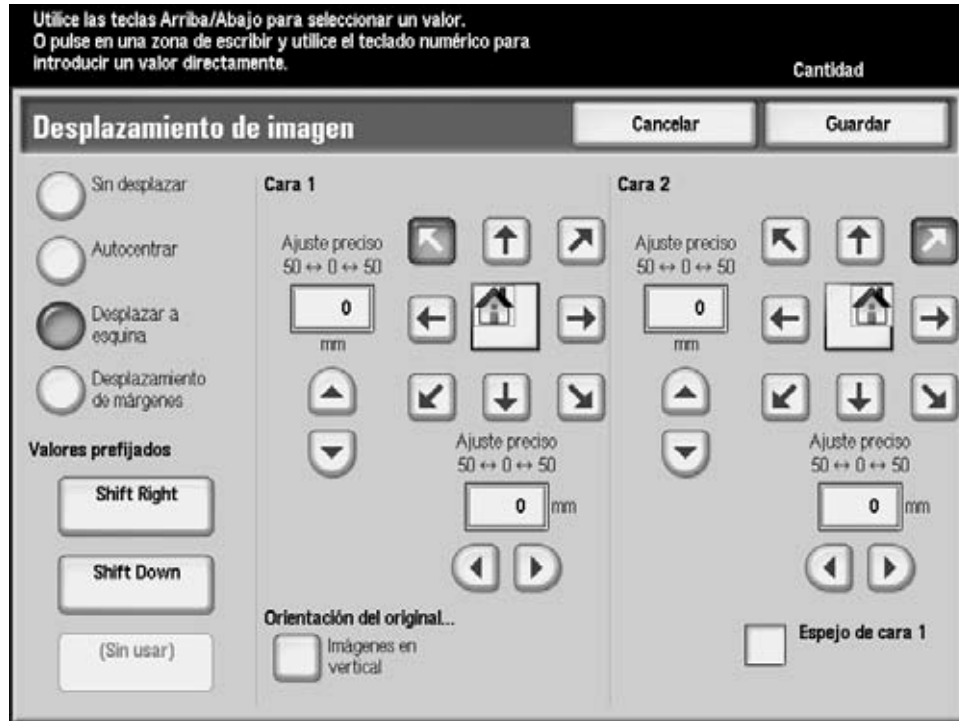 Utilice las teclas Arriba/Abajo para seleccionar un valor.
O pulse en una zona de escribir y utilice el teclado numérico para
introducir un valor directamente.
Cantidad
Desplazamiento de imagen
Cancelar
Guardar
Sin desplazar
Autocentrar
Desplazar a
esquina
Desplazamiento
de márgenes
Valores prefijados
Shift Right
Shift Down
(Sin usar)
Cara 1
Ajuste preciso
50 ↔ 0 ↔ 50
0
mm
Ajuste preciso
50 ↔ 0 ↔ 50
0 mm
Orientación del original...
Imágenes en
vertical
Cara 2
Ajuste preciso
50 ↔ 0 ↔ 50
0
mm
Ajuste preciso
50 ↔ 0 ↔ 50
0 mm
Espejo de cara 1